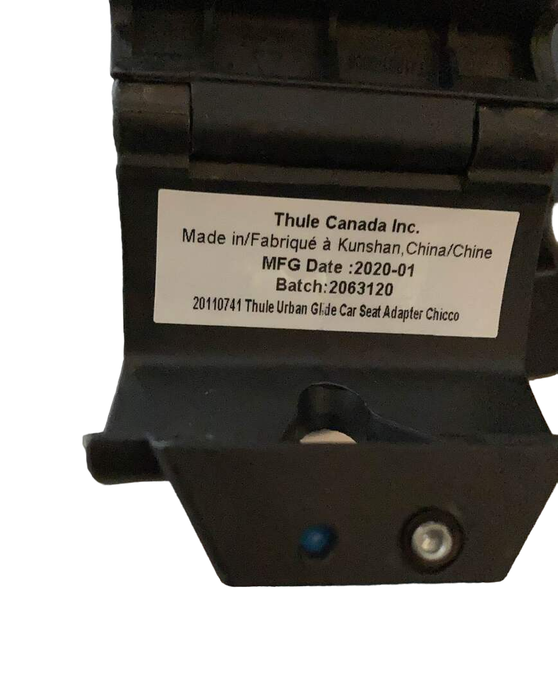 Thule Canada Inc.
Made in/Fabriqué à Kunshan,China/Chine
MFG Date :2020-01
Batch:2063120
20110741 Thule Urban Glide Car Seat Adapter Chicco